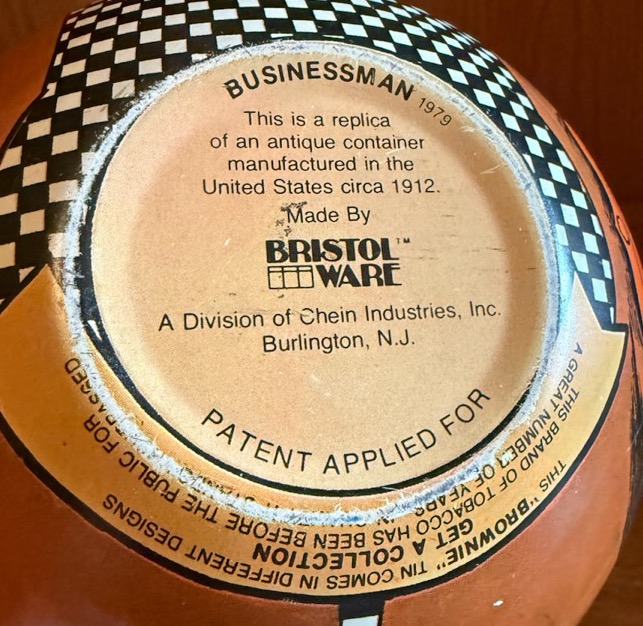 BUSINESSMAN 1979
This is a replica
of an antique container
manufactured in the
United States circa 1912.
Made By
BRISTOL™
WARE
A Division of Chein Industries, Inc.
Burlington, N.J.
PATENT APPLIED FOR
THIS BRAND OF TOBACCO HAS BEEN BEFORE THE PUBLIC FOR
A GREAT NUMBER OF YEARS
GET A COLLECTION
THIS "BROWNIE" TIN COMES IN DIFFERENT DESIGNS